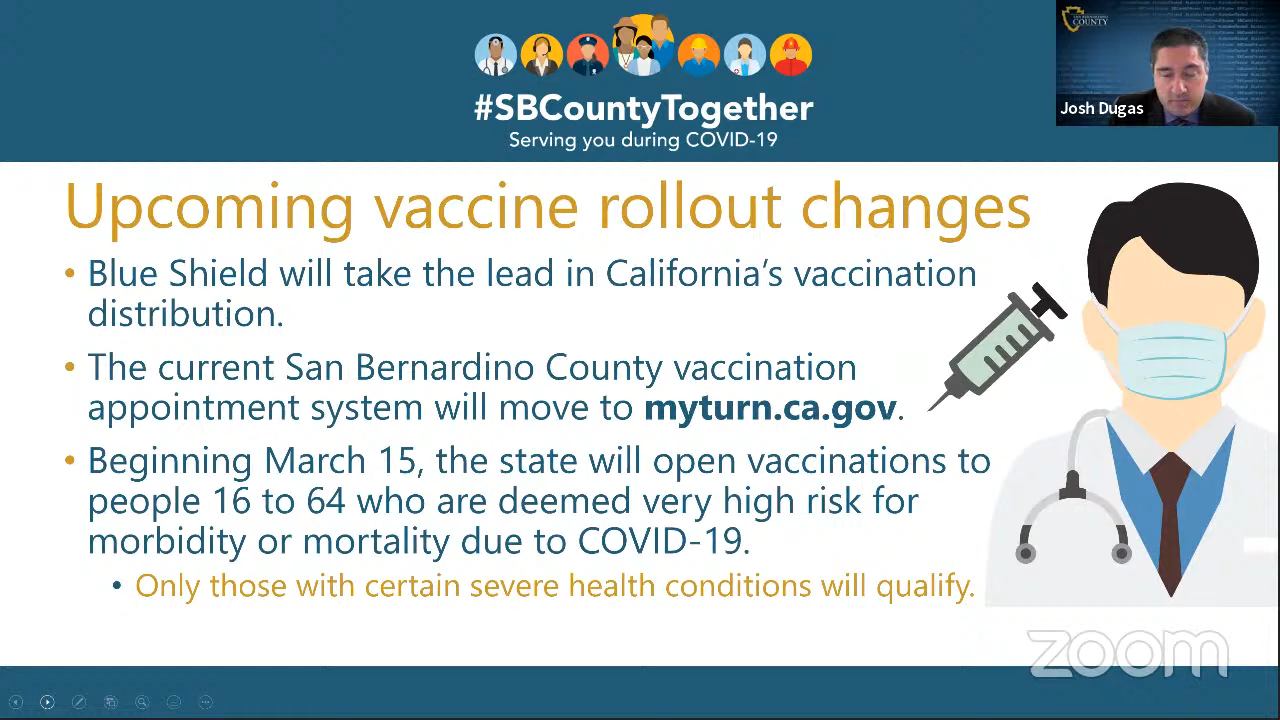 #SBCountyTogether
Serving you during COVID-19
SAN BERNARDINO
COUNTY
Josh Dugas
Upcoming vaccine rollout changes
• Blue Shield will take the lead in California's vaccination
distribution.
• The current San Bernardino County vaccination
appointment system will move to myturn.ca.gov.
• Beginning March 15, the state will open vaccinations to
people 16 to 64 who are deemed very high risk for
morbidity or mortality due to COVID-19.
• Only those with certain severe health conditions will qualify.
zoom